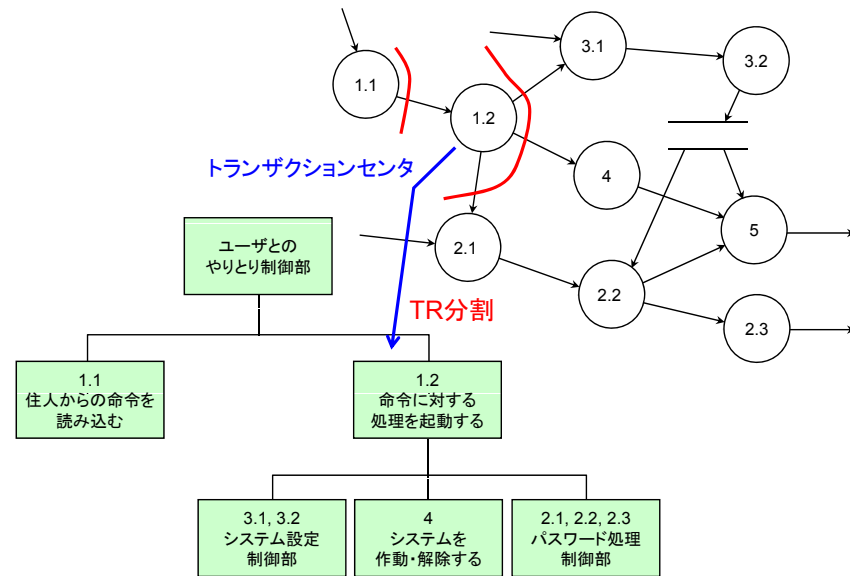 3.1
3.2
1.1
1.2
トランザクションセンタ
4
5
ユーザとの
やりとり制御部
2.1
2.2
TR分割
2.3
1.1
住人からの命令を
読み込む
1.2
命令に対する
処理を起動する
3.1, 3.2
システム設定
制御部
4
システムを
作動・解除する
2.1, 2.2, 2.3
パスワード処理
制御部